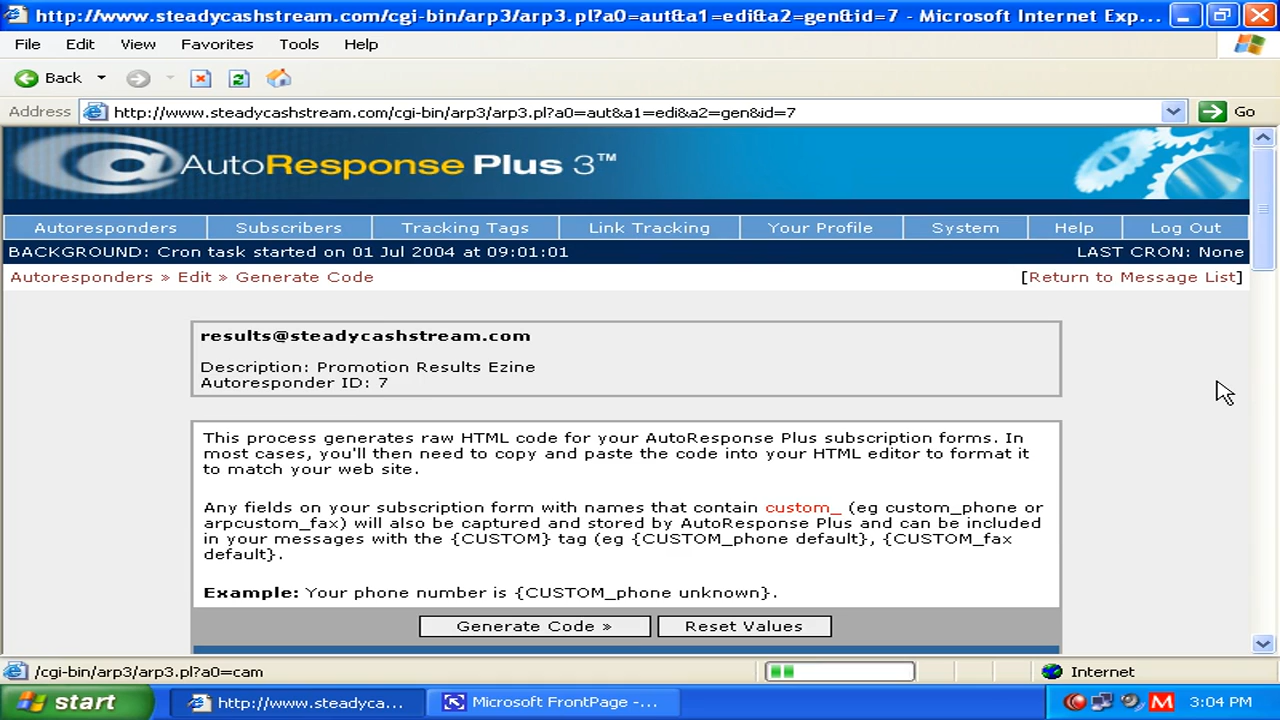 http://www.steadycashstream.com/cgi-bin/arp3/arp3.pl?a0=aut&a1=edi&a2=gen&id=7 - Microsoft Internet Exp...
File Edit View Favorites Tools Help
Back
Address http://www.steadycashstream.com/cgi-bin/arp3/arp3.pl?a0=aut&a1=edi&a2=gen&id=7 Go
@AutoResponse Plus 3™
Autoresponders Subscribers Tracking Tags Link Tracking Your Profile System Help Log Out
BACKGROUND: Cron task started on 01 Jul 2004 at 09:01:01 LAST CRON: None
Autoresponders » Edit » Generate Code [Return to Message List]
results@steadycashstream.com
Description: Promotion Results Ezine
Autoresponder ID: 7
This process generates raw HTML code for your AutoResponse Plus subscription forms. In
most cases, you'll then need to copy and paste the code into your HTML editor to format it
to match your web site.
Any fields on your subscription form with names that contain custom_ (eg custom_phone or
arpcustom_fax) will also be captured and stored by AutoResponse Plus and can be included
in your messages with the {CUSTOM} tag (eg {CUSTOM_phone default}, {CUSTOM_fax
default}.
Example: Your phone number is {CUSTOM_phone unknown}.
Generate Code » Reset Values
/cgi-bin/arp3/arp3.pl?a0=cam Internet
start http://www.steadyca... Microsoft FrontPage -... M 3:04 PM